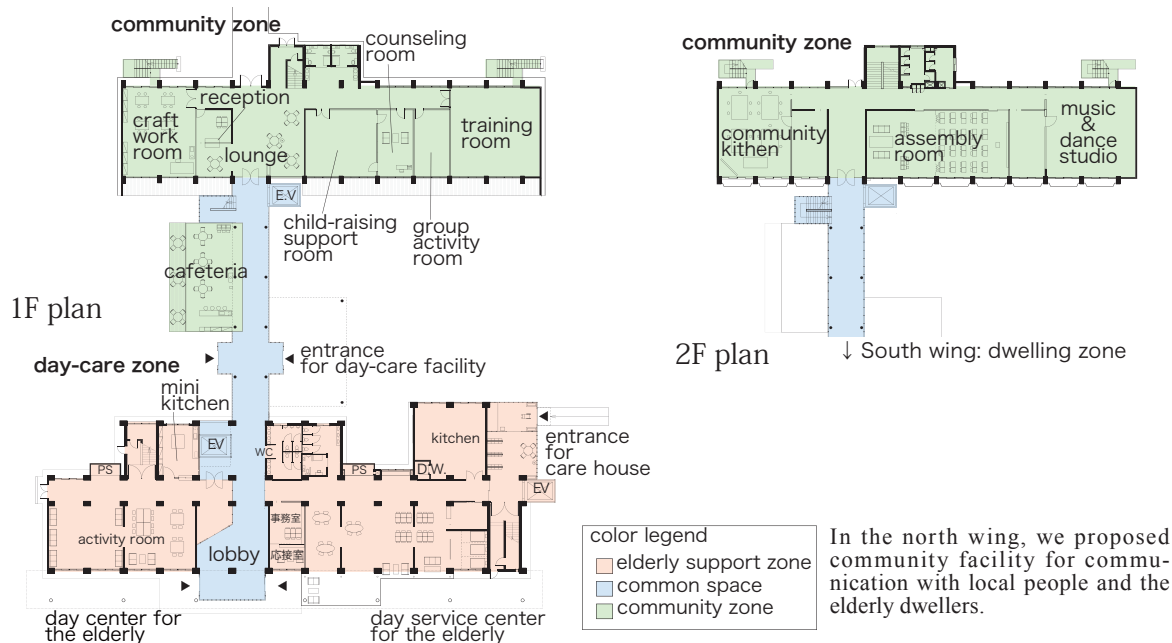 community zone
counseling
room
reception
craft
work
room
lounge
training
room
E.V
child-raising
support
room
group
activity
room
cafeteria
1F plan
entrance
for day-care facility
day-care zone
mini
kitchen
EV
WC
kitchen
entrance
for
care house
PS
PS
D.W.
EV
activity room
lobby
事務室
応接室
day center for
the elderly
day service center
for the elderly
community zone
community
kithen
assembly
room
music
&
dance
studio
2F plan
↓ South wing: dwelling zone
color legend
elderly support zone
common space
community zone
In the north wing, we proposed
community facility for commu-
nication with local people and the
elderly dwellers.